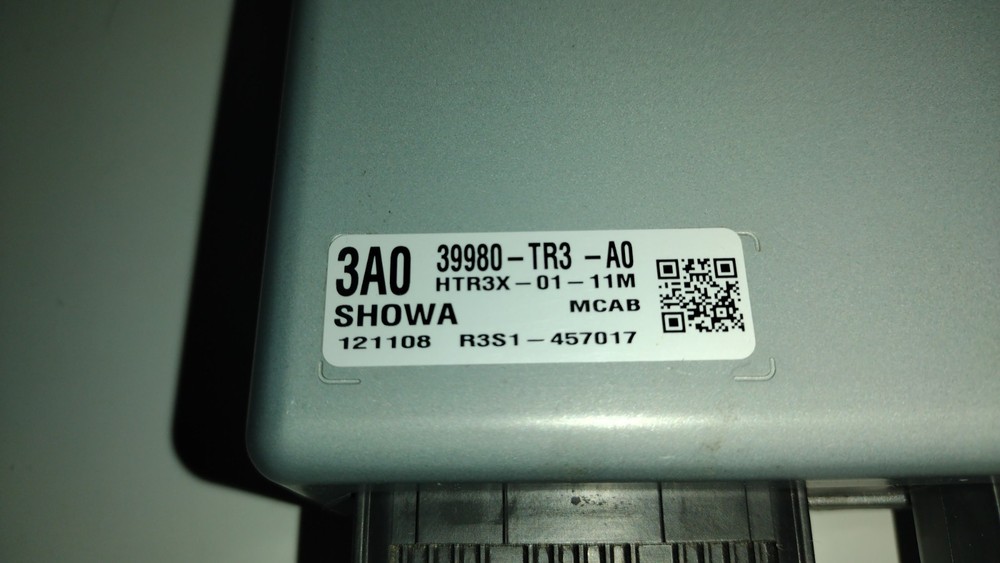 3A0 39980-TR3 -A0
HTR3X-01-11M
SHOWA MCAB
121108 R3S1-457017